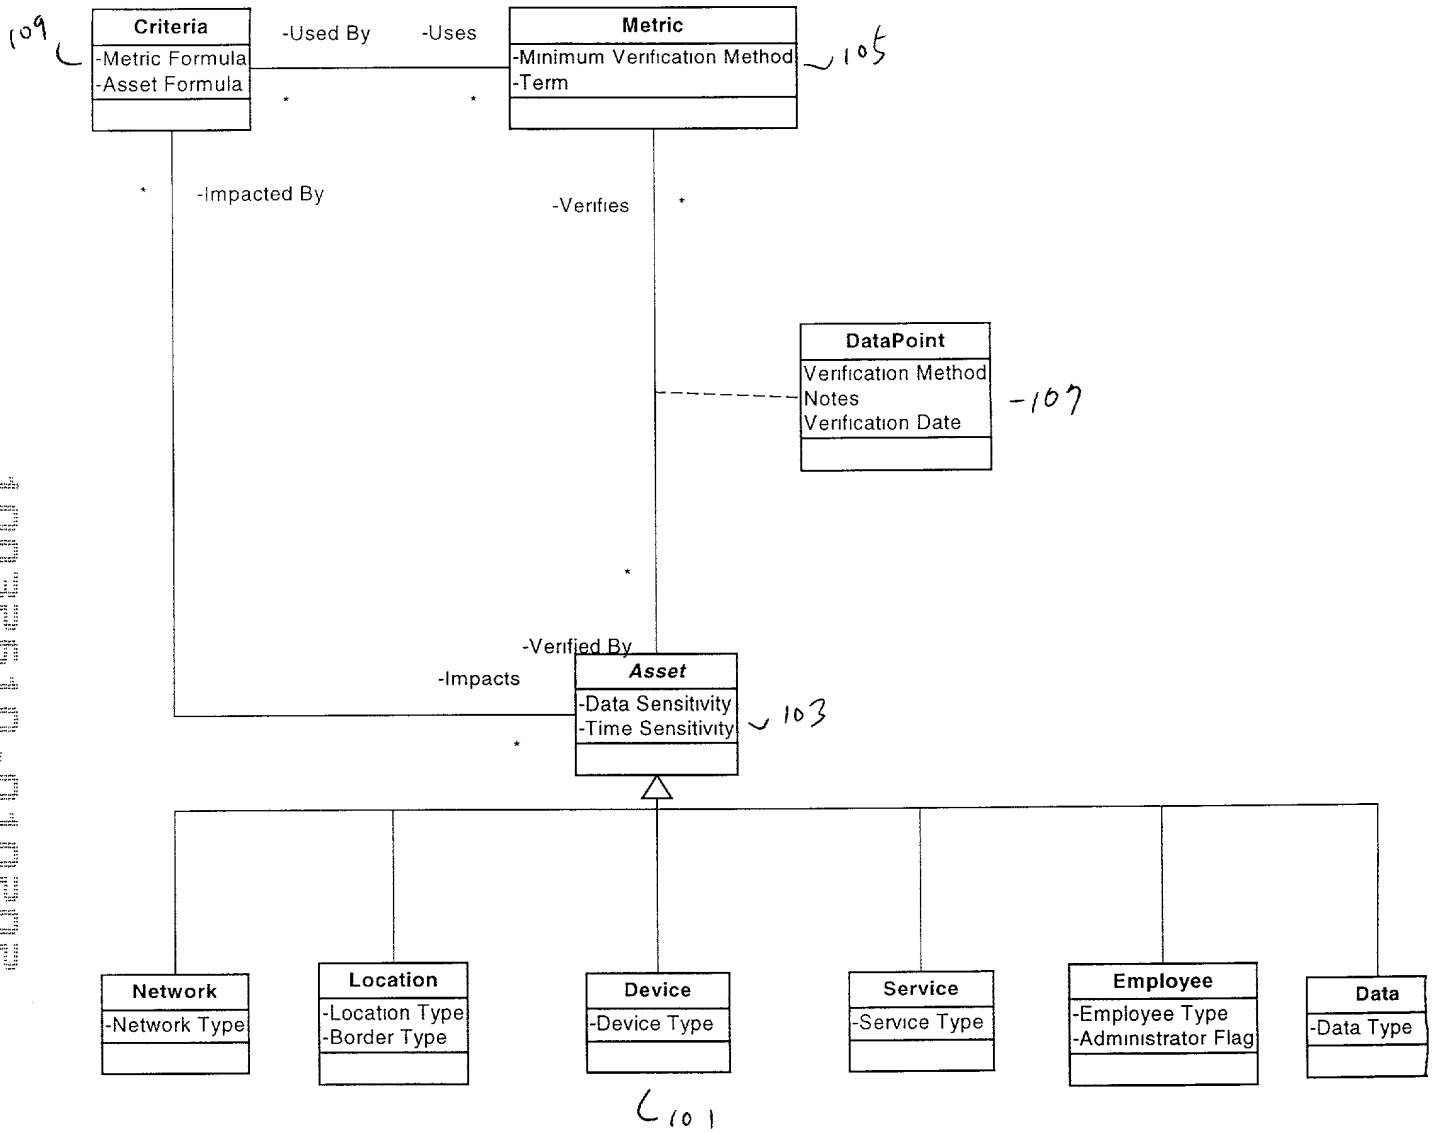 109
Criteria
-Metric Formula
-Asset Formula
-Used By
-Uses
*
*
Metric
-Minimum Verification Method
-Term
105
*
-Impacted By
-Verifies
*
DataPoint
Verification Method
Notes
Verification Date
-107
*
-Verified By
-Impacts
*
Asset
-Data Sensitivity
-Time Sensitivity
103
Network
-Network Type
Location
-Location Type
-Border Type
Device
-Device Type
Service
-Service Type
Employee
-Employee Type
-Administrator Flag
Data
-Data Type
101